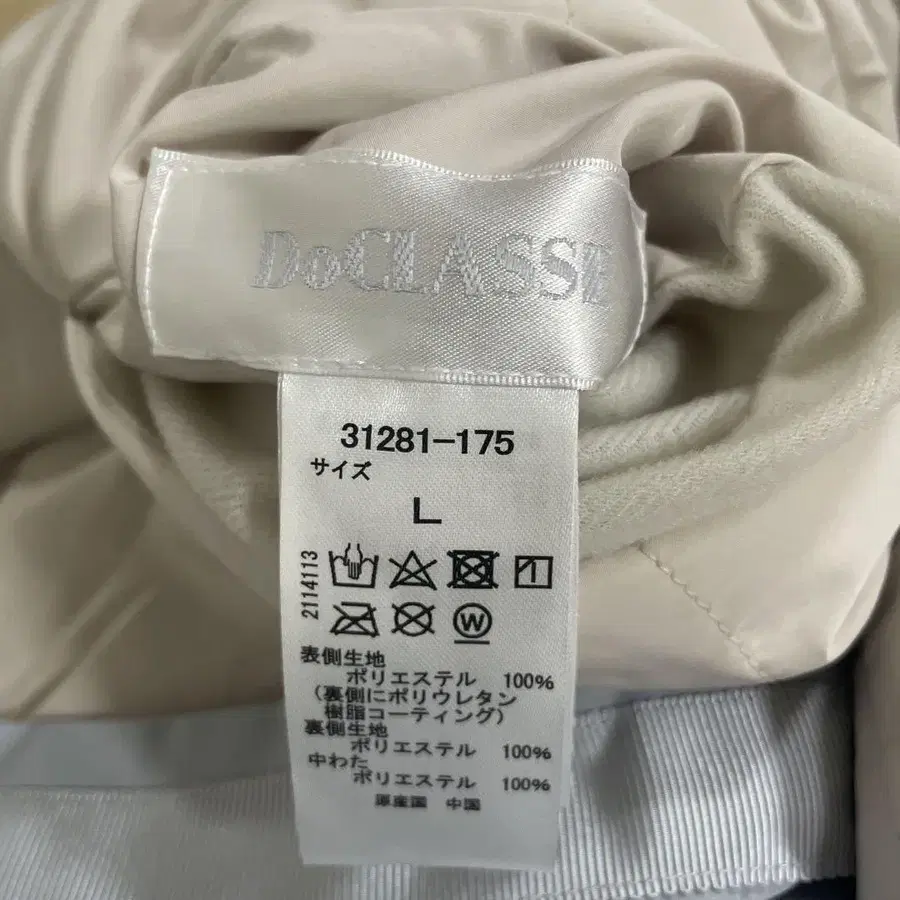 DoCLASSE
31281-175
サイズ
L
2114113
W
表側生地
ポリエステル 100%
(裏側にポリウレタン
樹脂コーティング)
裏側生地
ポリエステル 100%
中わた
ポリエステル 100%
原産国 中国